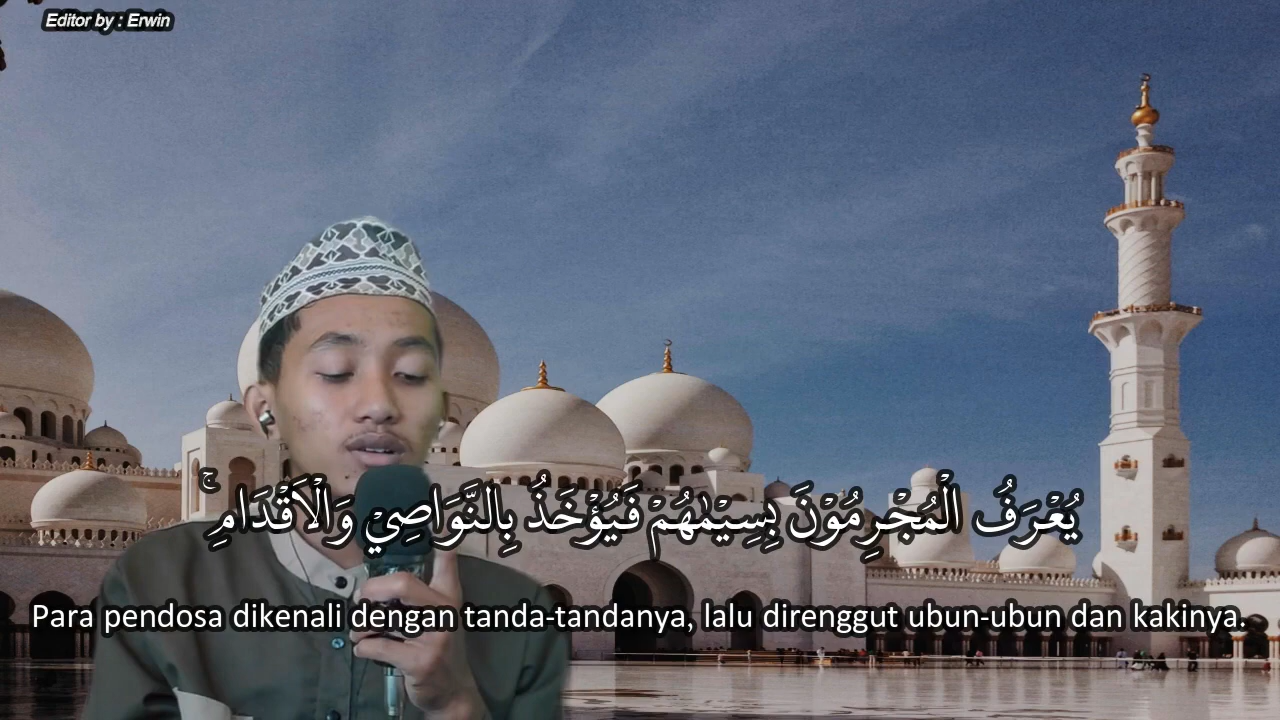 Editor by : Erwin
يُعْرَفُ الْمُجْرِمُوْنَ بِسِيْمٰهُمْ فَيُؤْخَذُ بِالنَّوَاصِيْ وَالْاَقْدَامِۚ
Para pendosa dikenali dengan tanda-tandanya, lalu direnggut ubun-ubun dan kakinya.